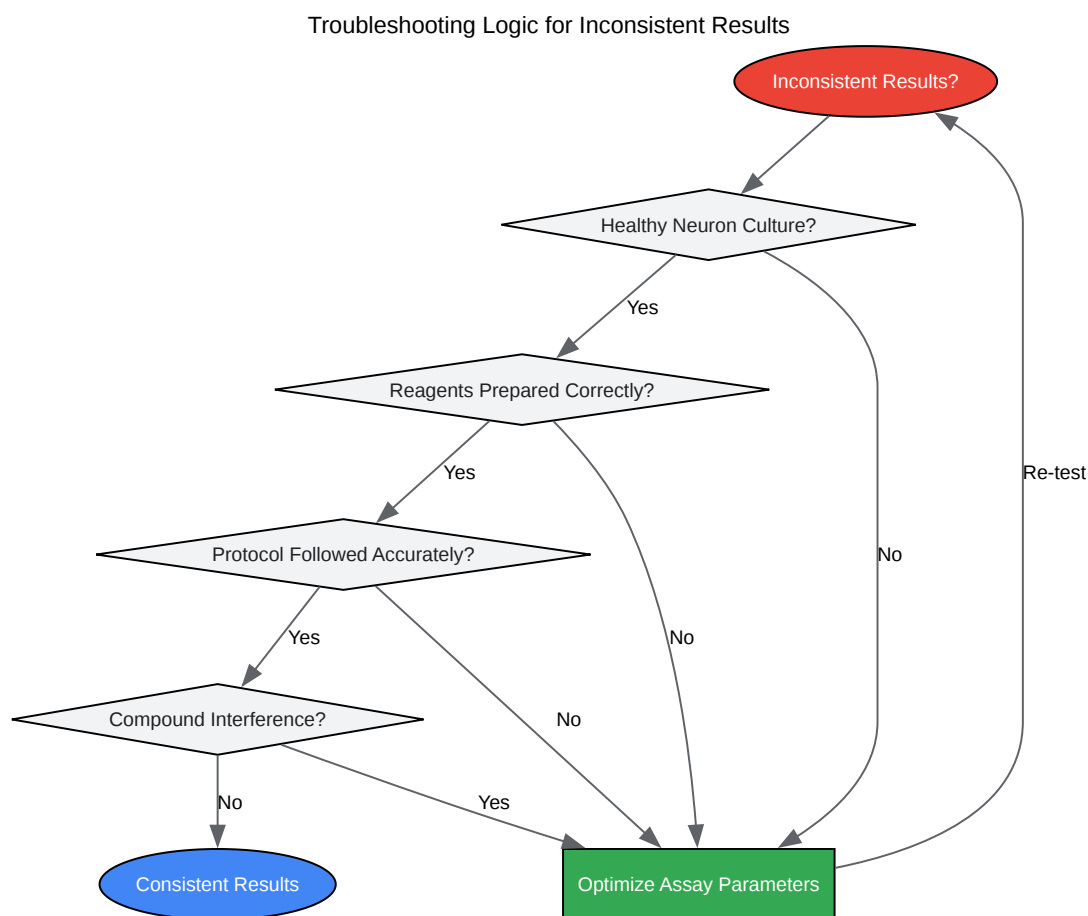 Troubleshooting Logic for Inconsistent Results
Inconsistent Results?
Healthy Neuron Culture?
Yes
Reagents Prepared Correctly?
Yes
Re-test
Protocol Followed Accurately?
No
Yes
No
Compound Interference?
No
No
Yes
Consistent Results
Optimize Assay Parameters